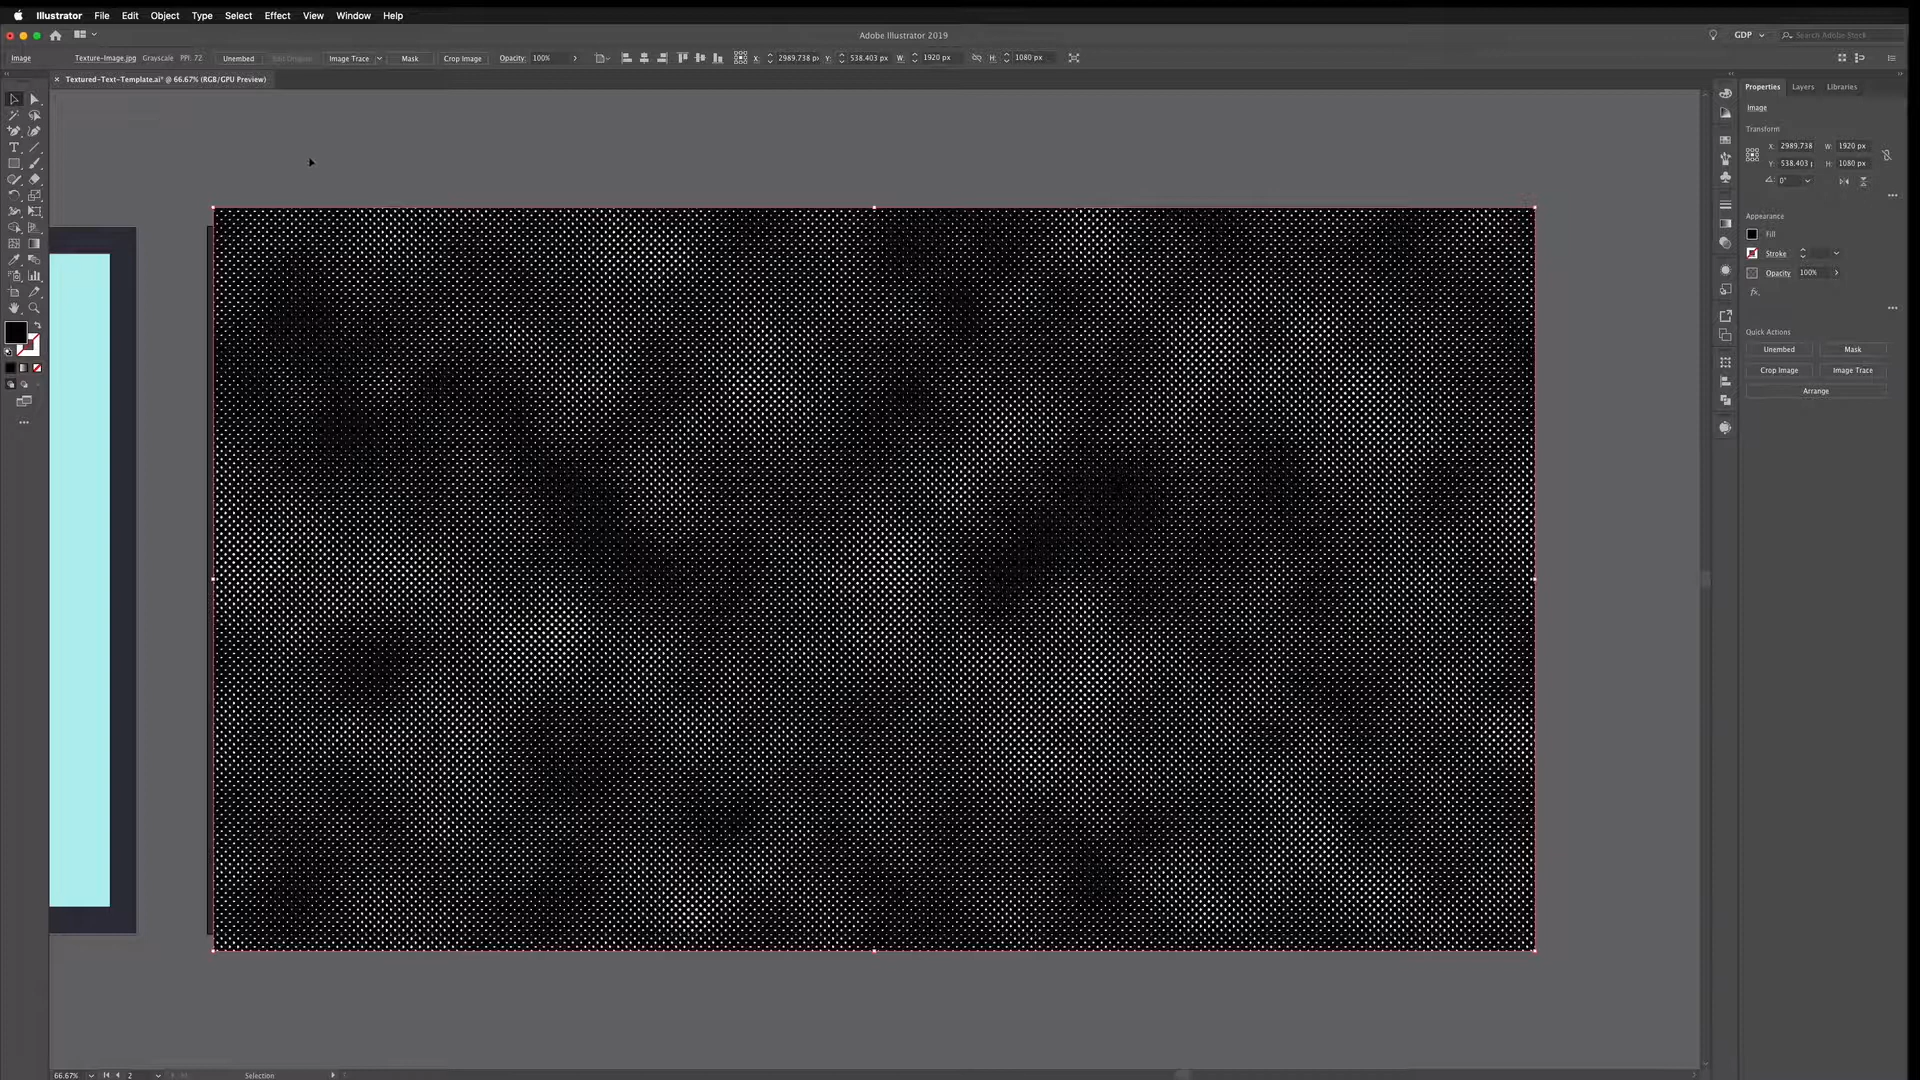 Illustrator File Edit Object Type Select Effect View Window Help
Adobe Illustrator 2019
GDP
Search Adobe Stock
Image Texture-Image.jpg Grayscale PPI: 72 Unembed Image Trace Mask Crop Image Opacity: 100% X: 2989.738 px Y: 538.403 px W: 1920 px H: 1080 px
× Textured-Text-Template.ai* @ 66.67% (RGB/GPU Preview)
Properties Layers Libraries
Image
Transform
X: 2989.738 W: 1920 px
Y: 538.403 p H: 1080 px
0°
Appearance
Fill
Stroke
Opacity 100%
fx.
Quick Actions
Unembed Mask
Crop Image Image Trace
Arrange
66.67% 2 Selection